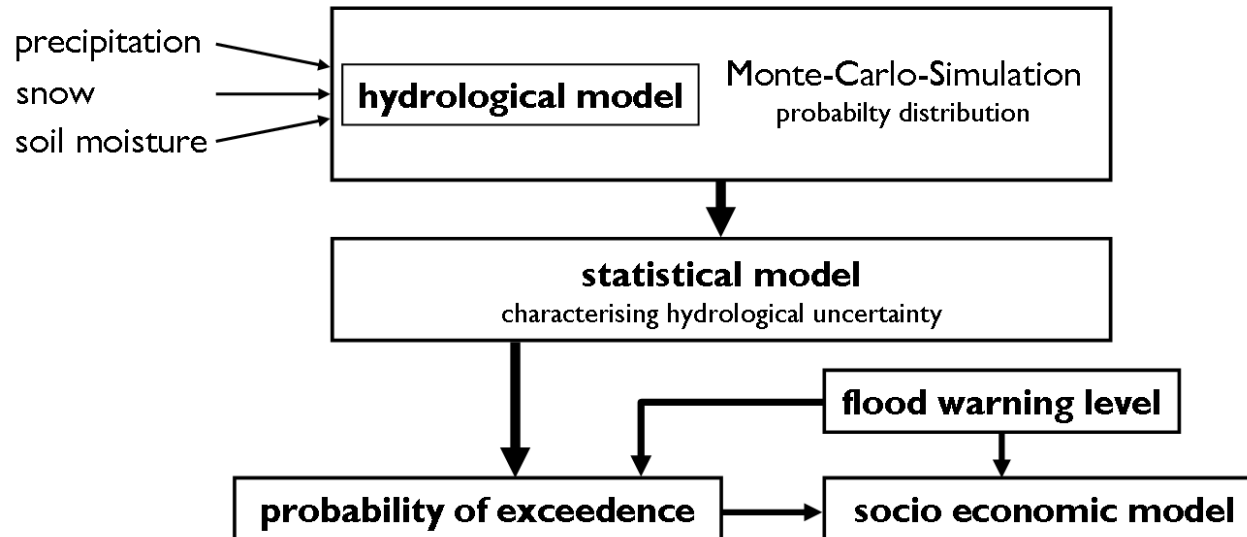 precipitation
snow
soil moisture
hydrological model
Monte-Carlo-Simulation
probabilty distribution
statistical model
characterising hydrological uncertainty
flood warning level
probability of exceedence
socio economic model